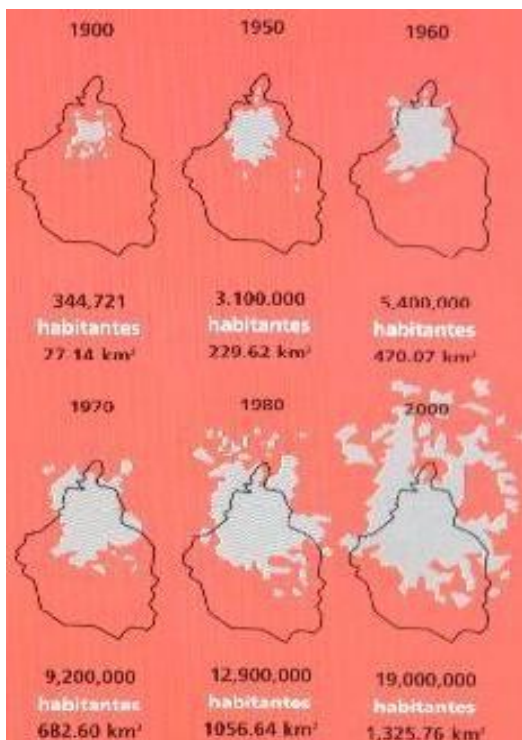 1900
1950
1960
344,721
habitantes
27.14 km²
3.100.000
habitantes
229.62 km²
5,400,000
habitantes
470.07 km²
1970
1980
2000
9,200,000
habitantes
682.60 km²
12,900,000
habitantes
1056.64 km²
19,000,000
habitantes
1,325.76 km²